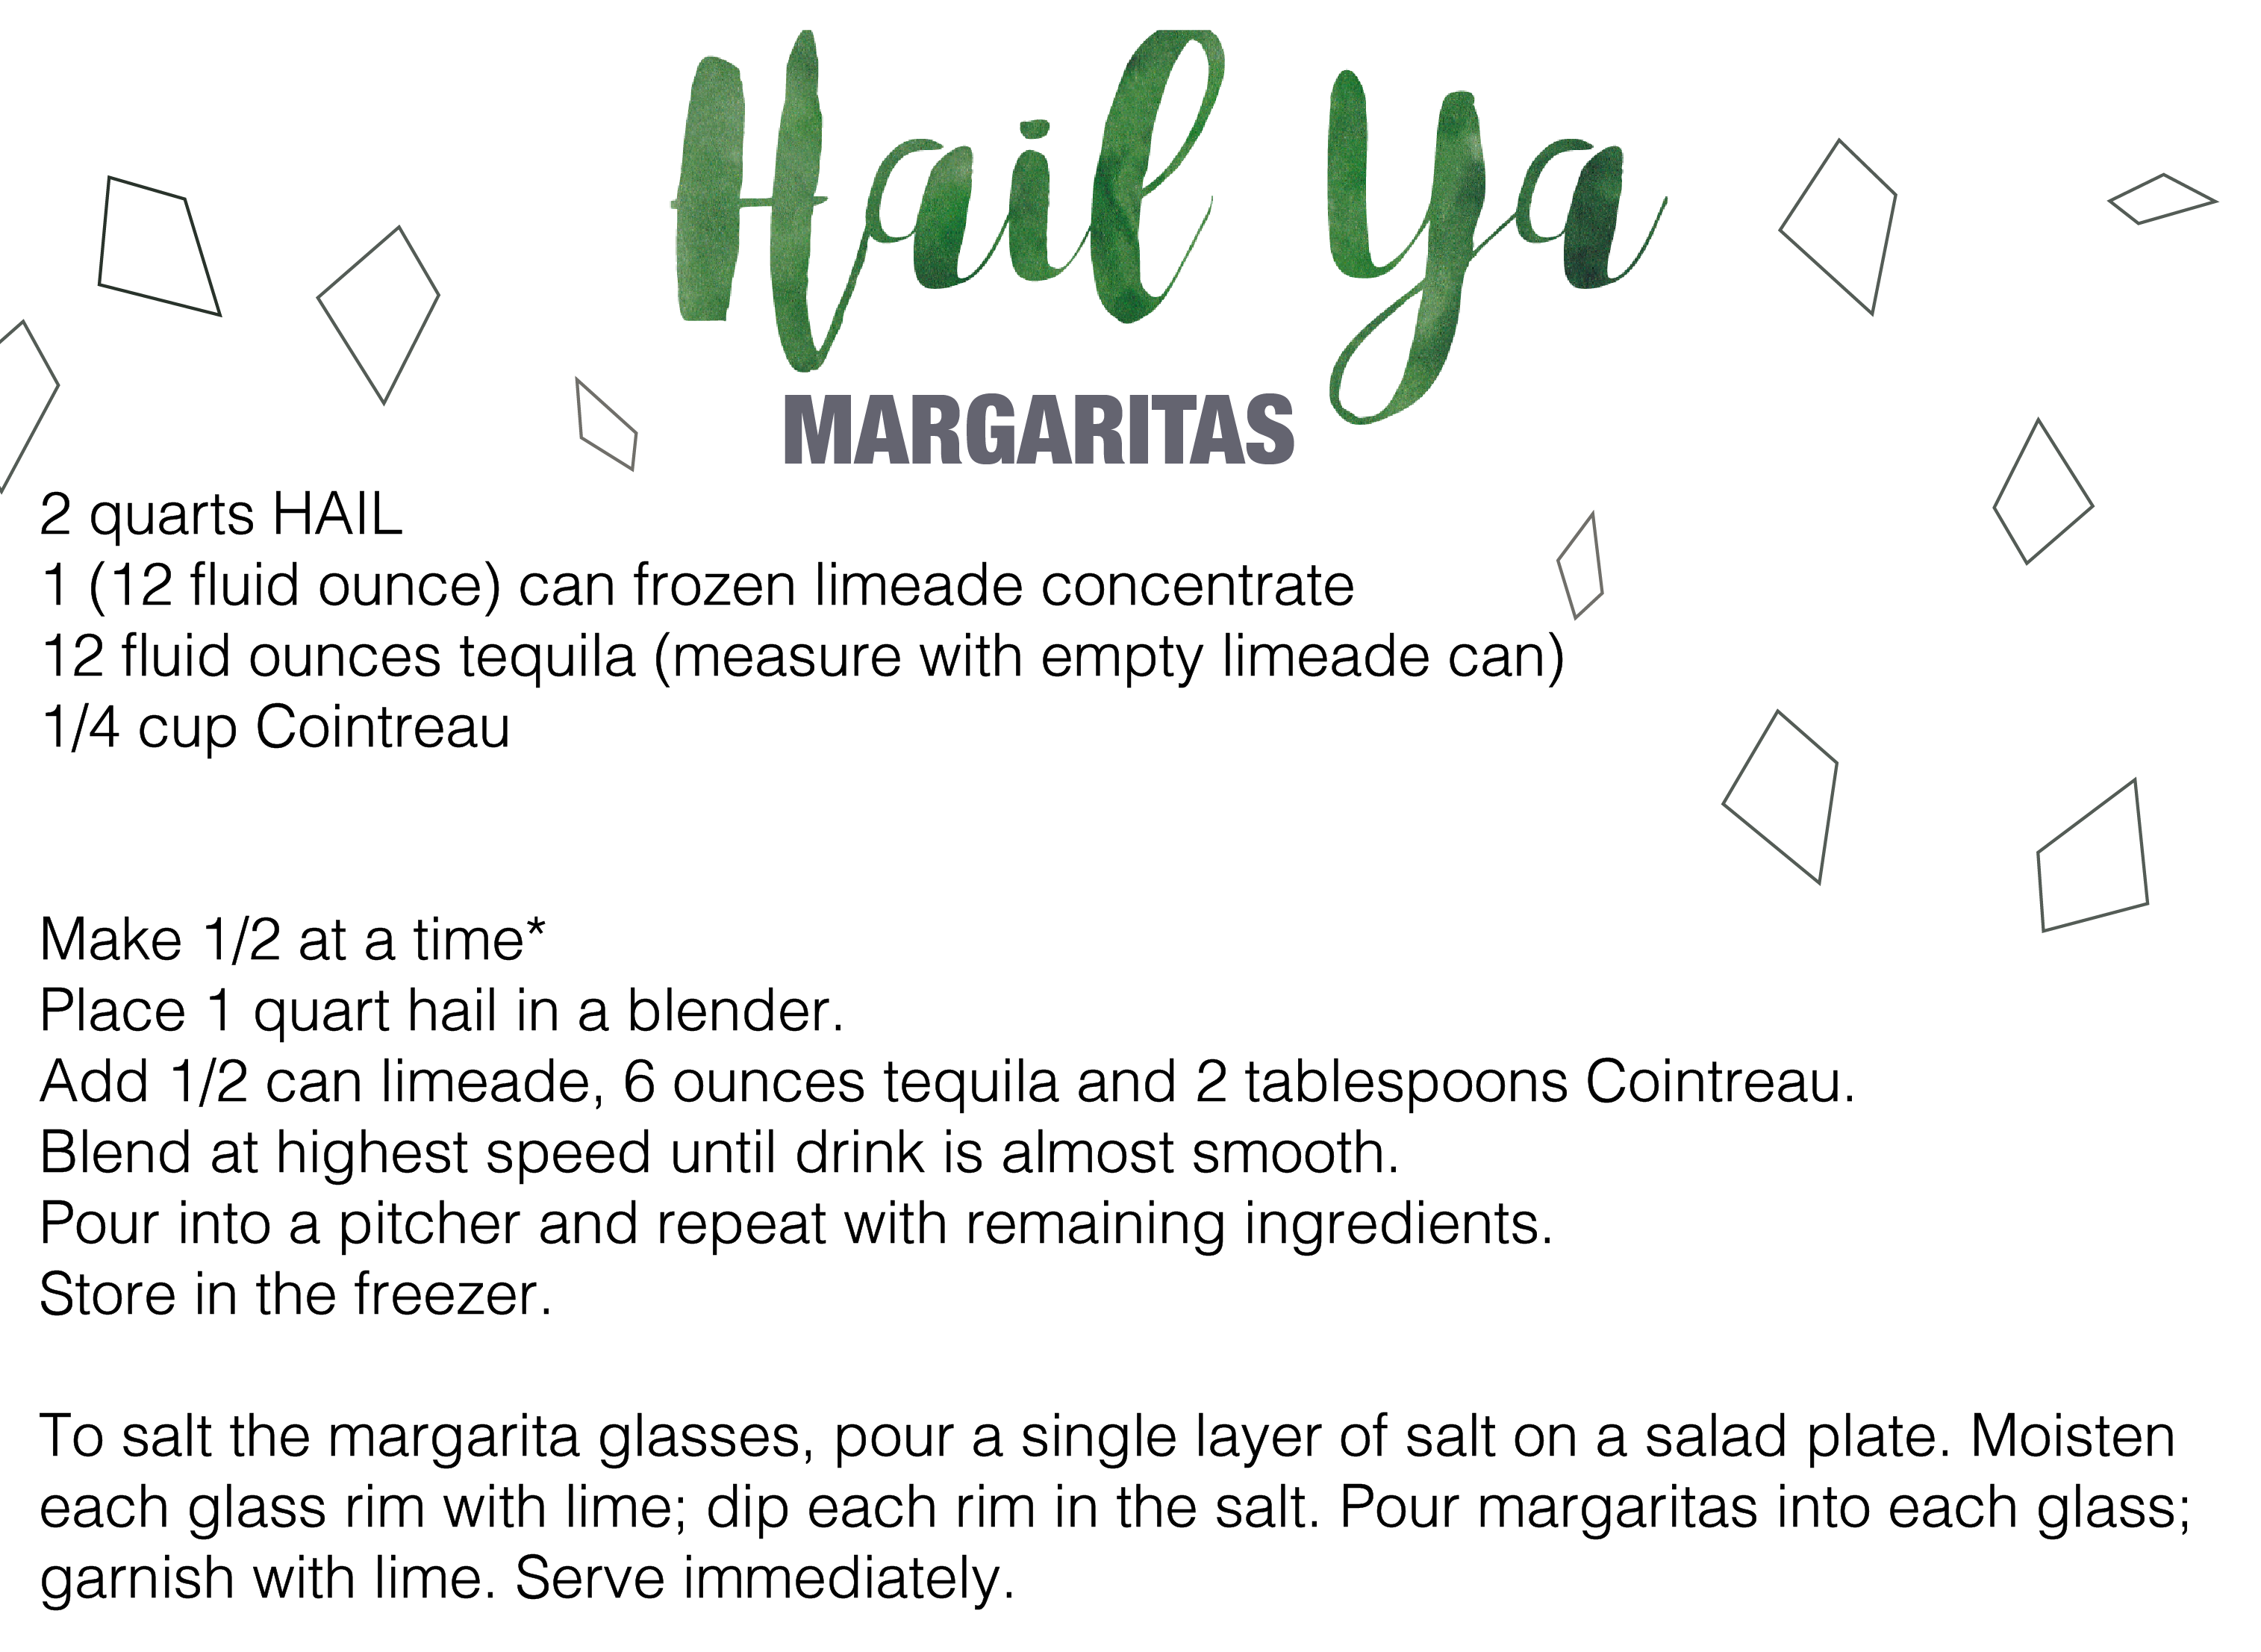 Hail Ya
MARGARITAS
2 quarts HAIL
1 (12 fluid ounce) can frozen limeade concentrate
12 fluid ounces tequila (measure with empty limeade can)
1/4 cup Cointreau
Make 1/2 at a time*
Place 1 quart hail in a blender.
Add 1/2 can limeade, 6 ounces tequila and 2 tablespoons Cointreau.
Blend at highest speed until drink is almost smooth.
Pour into a pitcher and repeat with remaining ingredients.
Store in the freezer.
To salt the margarita glasses, pour a single layer of salt on a salad plate. Moisten
each glass rim with lime; dip each rim in the salt. Pour margaritas into each glass;
garnish with lime. Serve immediately.